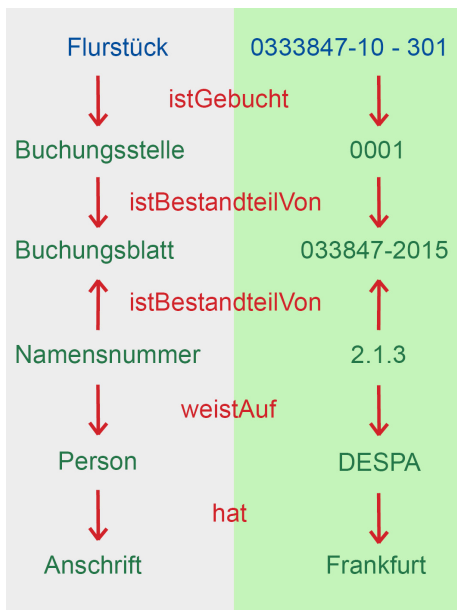 Flurstück 0333847-10 - 301
istGebucht
Buchungsstelle 0001
istBestandteilVon
Buchungsblatt 033847-2015
istBestandteilVon
Namensnummer 2.1.3
weistAuf
Person DESPA
hat
Anschrift Frankfurt